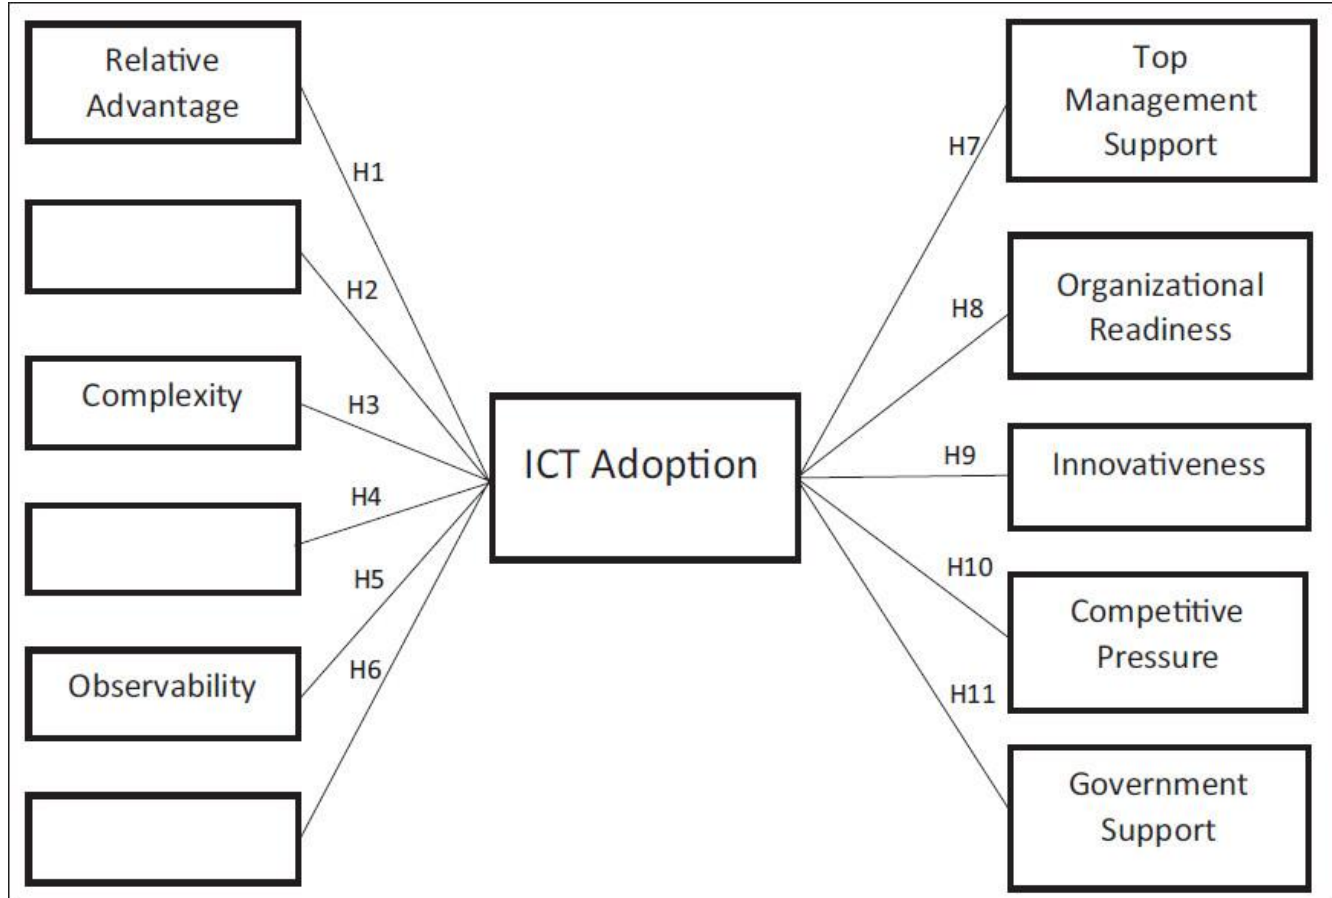 Relative
Advantage
H1
H2
Complexity
H3
H4
H5
Observability
H6
ICT Adoption
Top
Management
Support
H7
Organizational
Readiness
H8
Innovativeness
H9
Competitive
Pressure
H10
Government
Support
H11